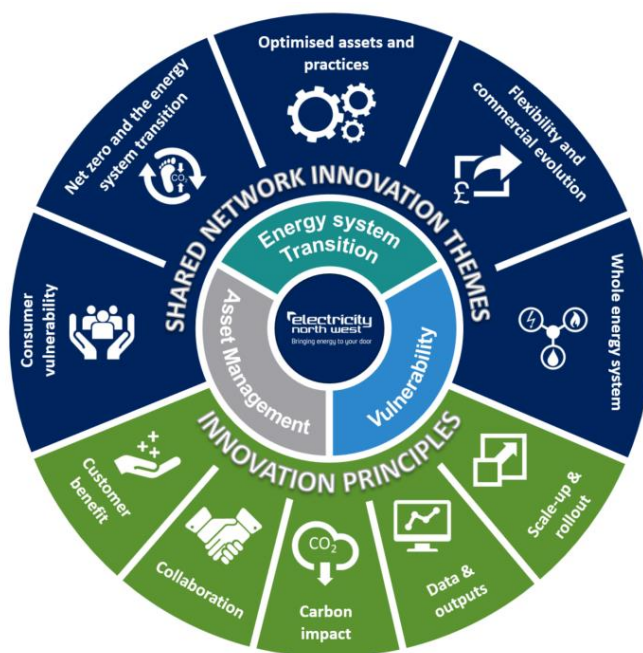 Optimised assets and
practices
Net zero and the energy
system transition
CO₂
Flexibility and
commercial evolution
£
Consumer
vulnerability
Whole energy system
SHARED NETWORK INNOVATION THEMES
Energy system
Transition
Asset Management
Vulnerability
electricity
north west
Bringing energy to your door
INNOVATION PRINCIPLES
Customer
benefit
Collaboration
CO₂
Carbon
impact
Data &
outputs
Scale-up &
rollout